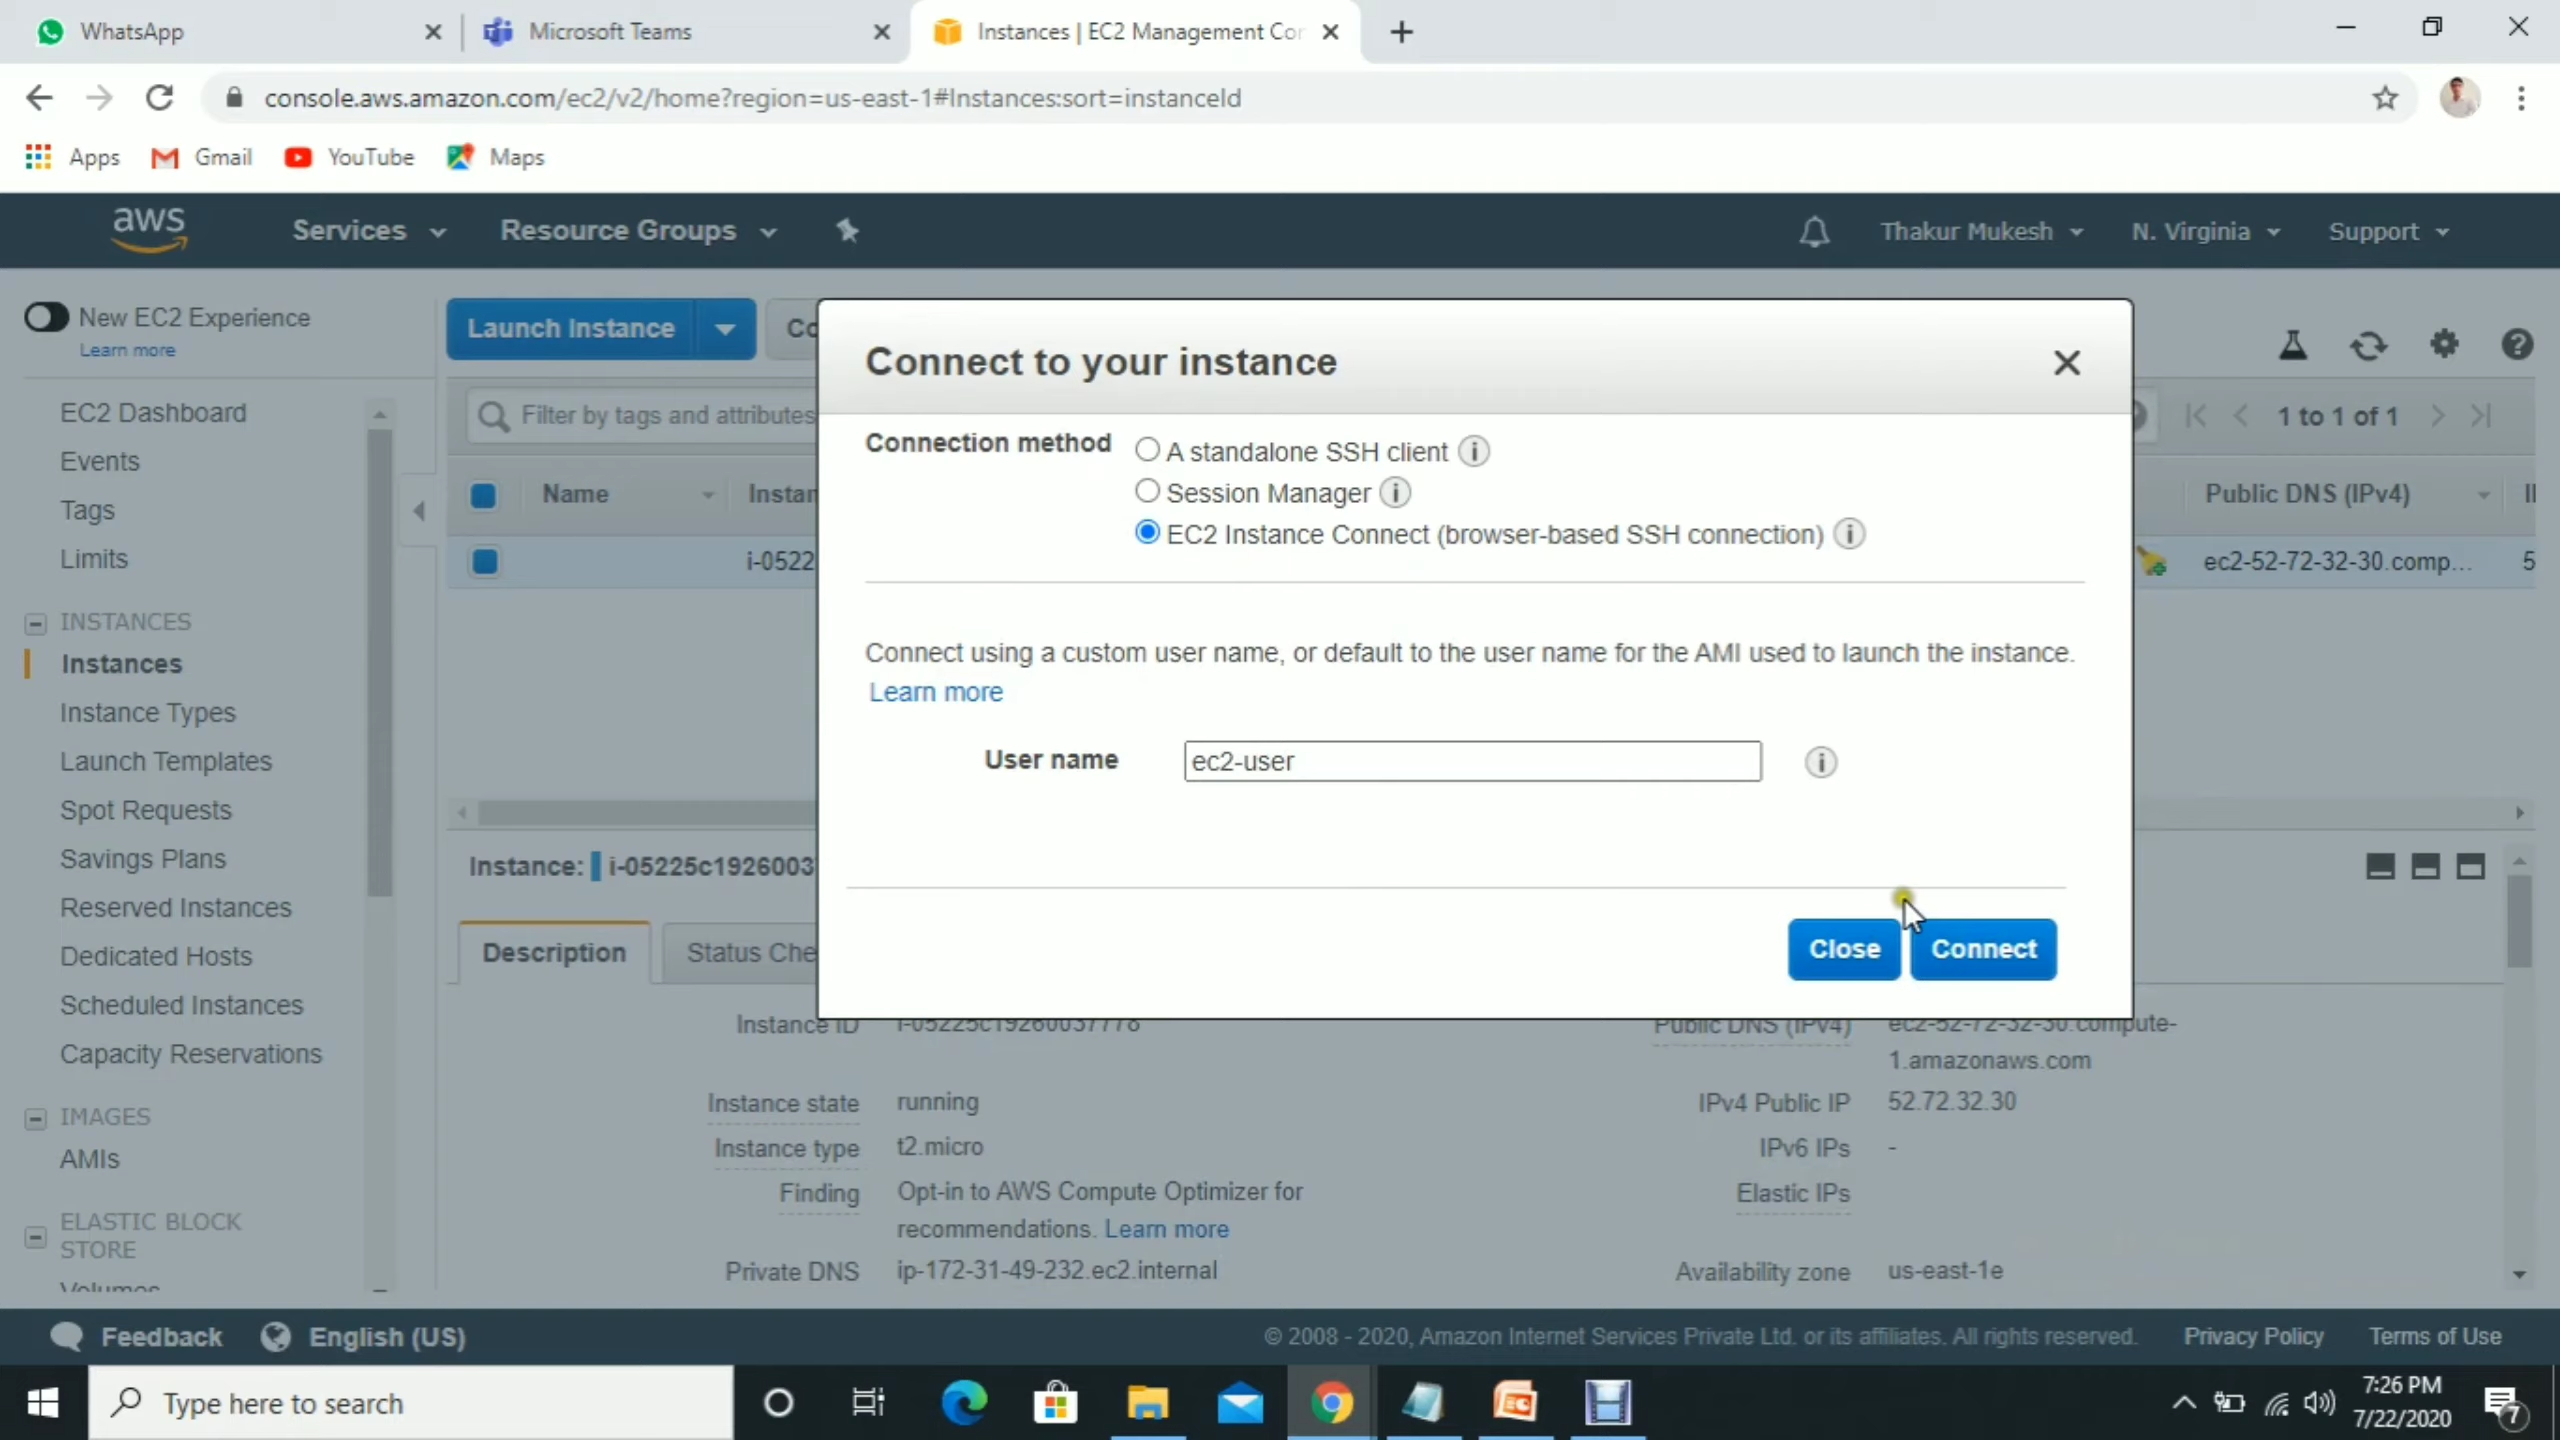 WhatsApp
Microsoft Teams
Instances | EC2 Management Cor
console.aws.amazon.com/ec2/v2/home?region=us-east-1#Instances:sort=instanceId
Apps
Gmail
YouTube
Maps
aws
Services
Resource Groups
Thakur Mukesh
N. Virginia
Support
New EC2 Experience
Learn more
EC2 Dashboard
Events
Tags
Limits
INSTANCES
Instances
Instance Types
Launch Templates
Spot Requests
Savings Plans
Reserved Instances
Dedicated Hosts
Scheduled Instances
Capacity Reservations
IMAGES
AMIs
ELASTIC BLOCK
STORE
Volumes
Launch Instance
Co
Filter by tags and attributes
1 to 1 of 1
Name
Instan
Public DNS (IPv4)
i-0522
ec2-52-72-32-30.comp...
5
Connect to your instance
Connection method
A standalone SSH client
Session Manager
EC2 Instance Connect (browser-based SSH connection)
Connect using a custom user name, or default to the user name for the AMI used to launch the instance.
Learn more
User name
ec2-user
Close
Connect
Instance: i-05225c1926003
Description
Status Che
Instance ID
i-05225c19260037778
Public DNS (IPv4)
ec2-52-72-32-30.compute-
1.amazonaws.com
Instance state
running
IPv4 Public IP
52.72.32.30
Instance type
t2.micro
IPv6 IPs
-
Finding
Opt-in to AWS Compute Optimizer for
recommendations. Learn more
Elastic IPs
Private DNS
ip-172-31-49-232.ec2.internal
Availability zone
us-east-1e
Feedback
English (US)
© 2008 - 2020, Amazon Internet Services Private Ltd. or its affiliates. All rights reserved.
Privacy Policy
Terms of Use
Type here to search
7:26 PM
7/22/2020
7